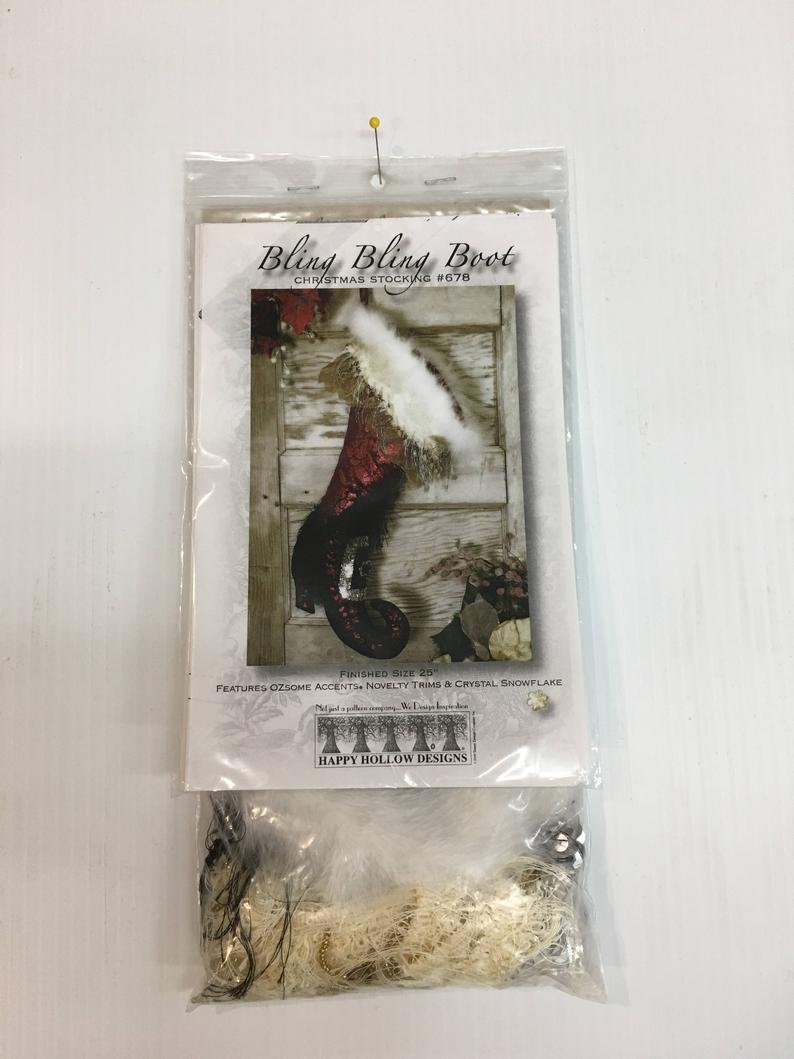 Bling Bling Boot
CHRISTMAS STOCKING #678
FINISHED SIZE 25"
FEATURES OZSOME ACCENTS® NOVELTY TRIMS & CRYSTAL SNOWFLAKE
Not just a pattern company....We Design Inspiration
HAPPY HOLLOW DESIGNS